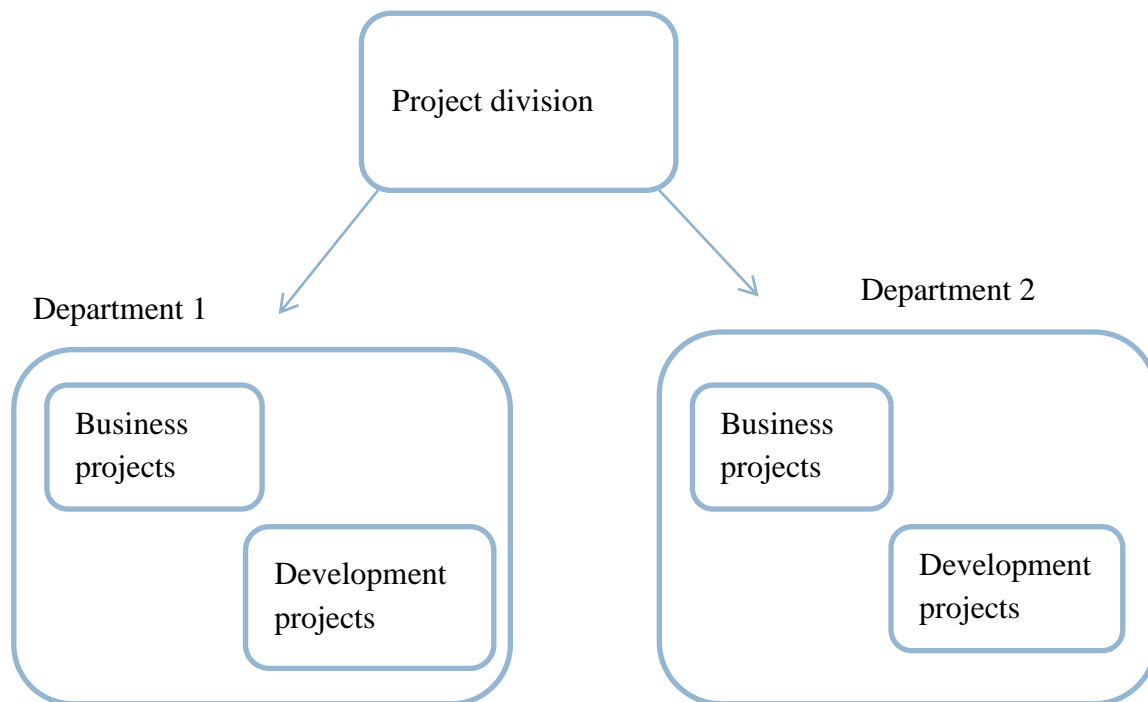 Project division
Department 1
Department 2
Business
projects
Development
projects
Business
projects
Development
projects